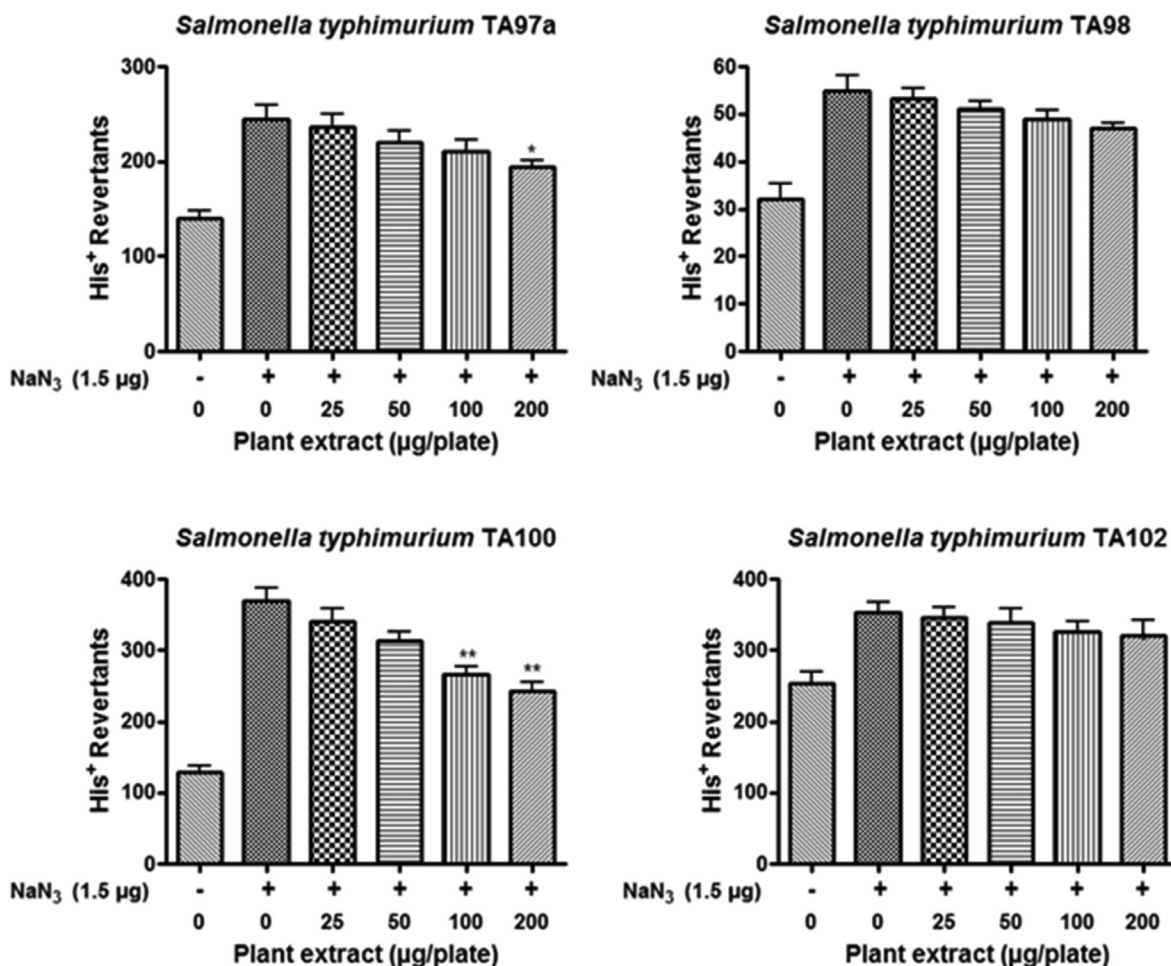 Salmonella typhimurium TA97a
300
200
100
0
His+ Revertants
*
NaN3 (1.5 µg) - + + + + +
0 0 25 50 100 200
Plant extract (µg/plate)
Salmonella typhimurium TA98
60
50
40
30
20
10
0
His+ Revertants
NaN3 (1.5 µg) - + + + + +
0 0 25 50 100 200
Plant extract (µg/plate)
Salmonella typhimurium TA100
400
300
200
100
0
His+ Revertants
** **
NaN3 (1.5 µg) - + + + + +
0 0 25 50 100 200
Plant extract (µg/plate)
Salmonella typhimurium TA102
400
300
200
100
0
His+ Revertants
NaN3 (1.5 µg) - + + + + +
0 0 25 50 100 200
Plant extract (µg/plate)